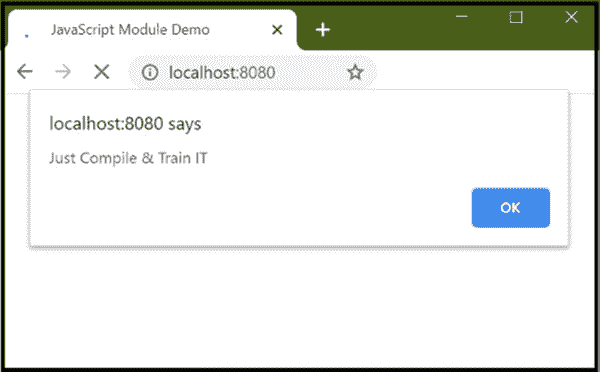 JavaScript Module Demo
localhost:8080
localhost:8080 says
Just Compile & Train IT
OK